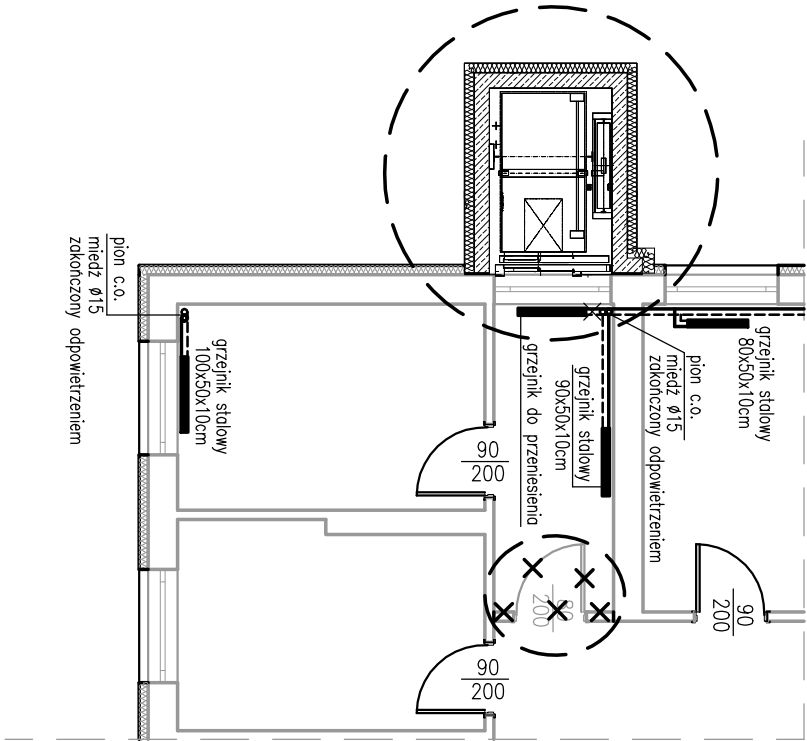 pion c.o.
miedź ø15
zakończony odpowietrzeniem
grzejnik stalowy
100x50x10cm
grzejnik do przeniesienia
grzejnik stalowy
90x50x10cm
pion c.o.
miedź ø15
zakończony odpowietrzeniem
grzejnik stalowy
80x50x10cm
90
200
80
200
90
200
90
200